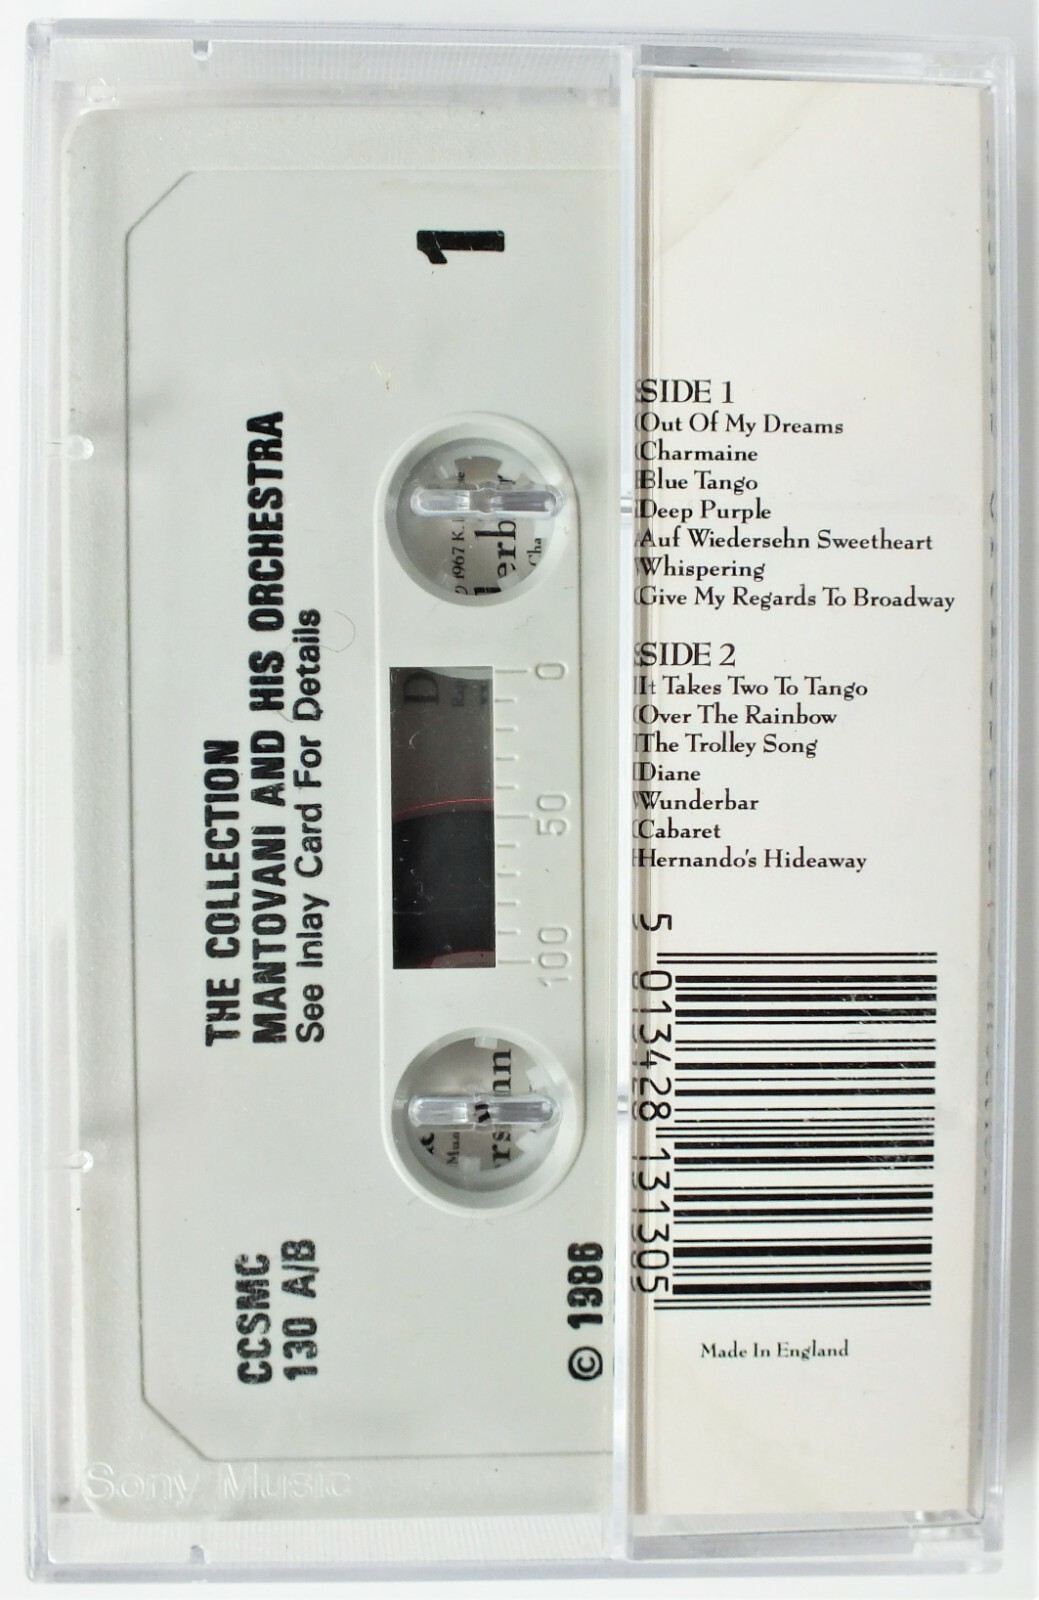 1
THE COLLECTION
MANTOVANI AND HIS ORCHESTRA
See Inlay Card For Details
CCSMC
130 A/B
© 1986
0
50
100
Sony Music
SIDE 1
Out Of My Dreams
Charmaine
Blue Tango
Deep Purple
Auf Wiedersehn Sweetheart
Whispering
Give My Regards To Broadway
SIDE 2
It Takes Two To Tango
Over The Rainbow
The Trolley Song
Diane
Wunderbar
Cabaret
Hernando's Hideaway
5 013428 131305
Made In England